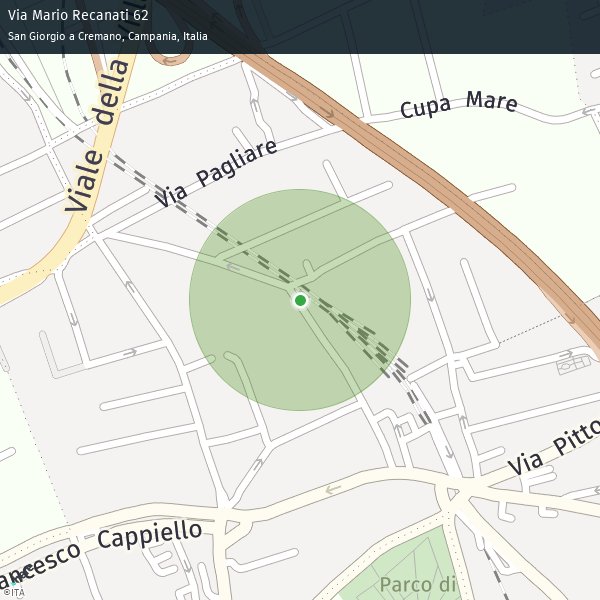 Via Mario Recanati 62
San Giorgio a Cremano, Campania, Italia
Viale della
Cupa Mare
Via Pagliare
Via Pitto
ancesco Cappiello
Parco di
©ITA